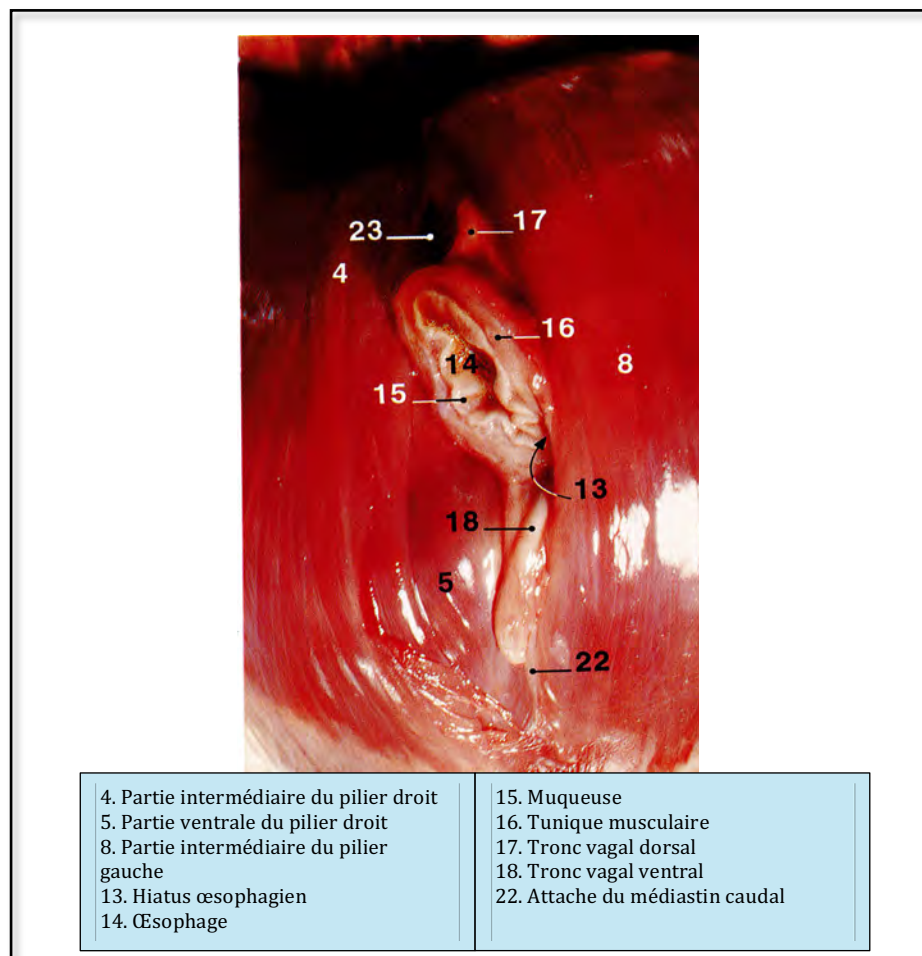 23
17
4
16
14
8
15
13
18
5
22
4. Partie intermédiaire du pilier droit
5. Partie ventrale du pilier droit
8. Partie intermédiaire du pilier
gauche
13. Hiatus œsophagien
14. Œsophage
15. Muqueuse
16. Tunique musculaire
17. Tronc vagal dorsal
18. Tronc vagal ventral
22. Attache du médiastin caudal